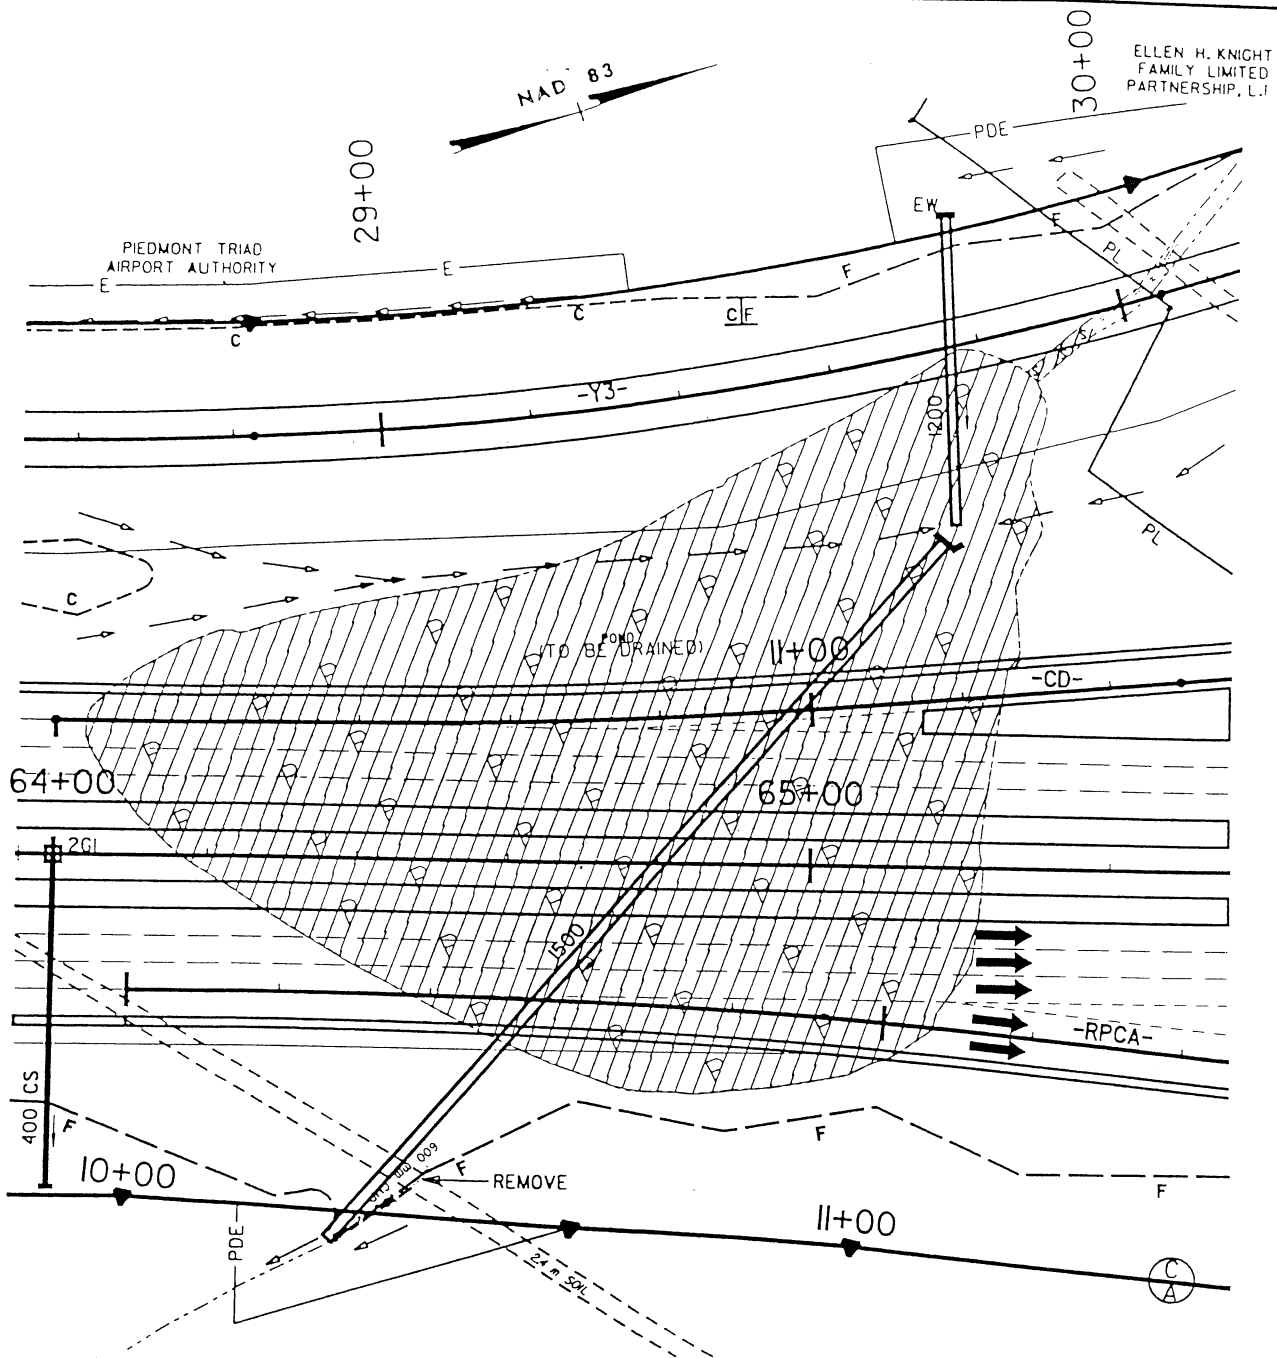 30+00
ELLEN H. KNIGHT
FAMILY LIMITED
PARTNERSHIP, L.
NAD 83
PDE
29+00
EW
F
PL
PIEDMONT TRIAD
AIRPORT AUTHORITY
E
E
F
C
C F
C
-Y3-
1200
PL
C
POND
(TO BE DRAINED)
11+00
-CD-
64+00
65+00
2GI
1500
-RPCA-
400 CS
F
F
600
F
REMOVE
10+00
F
11+00
PDE
24 m SOIL
C
A